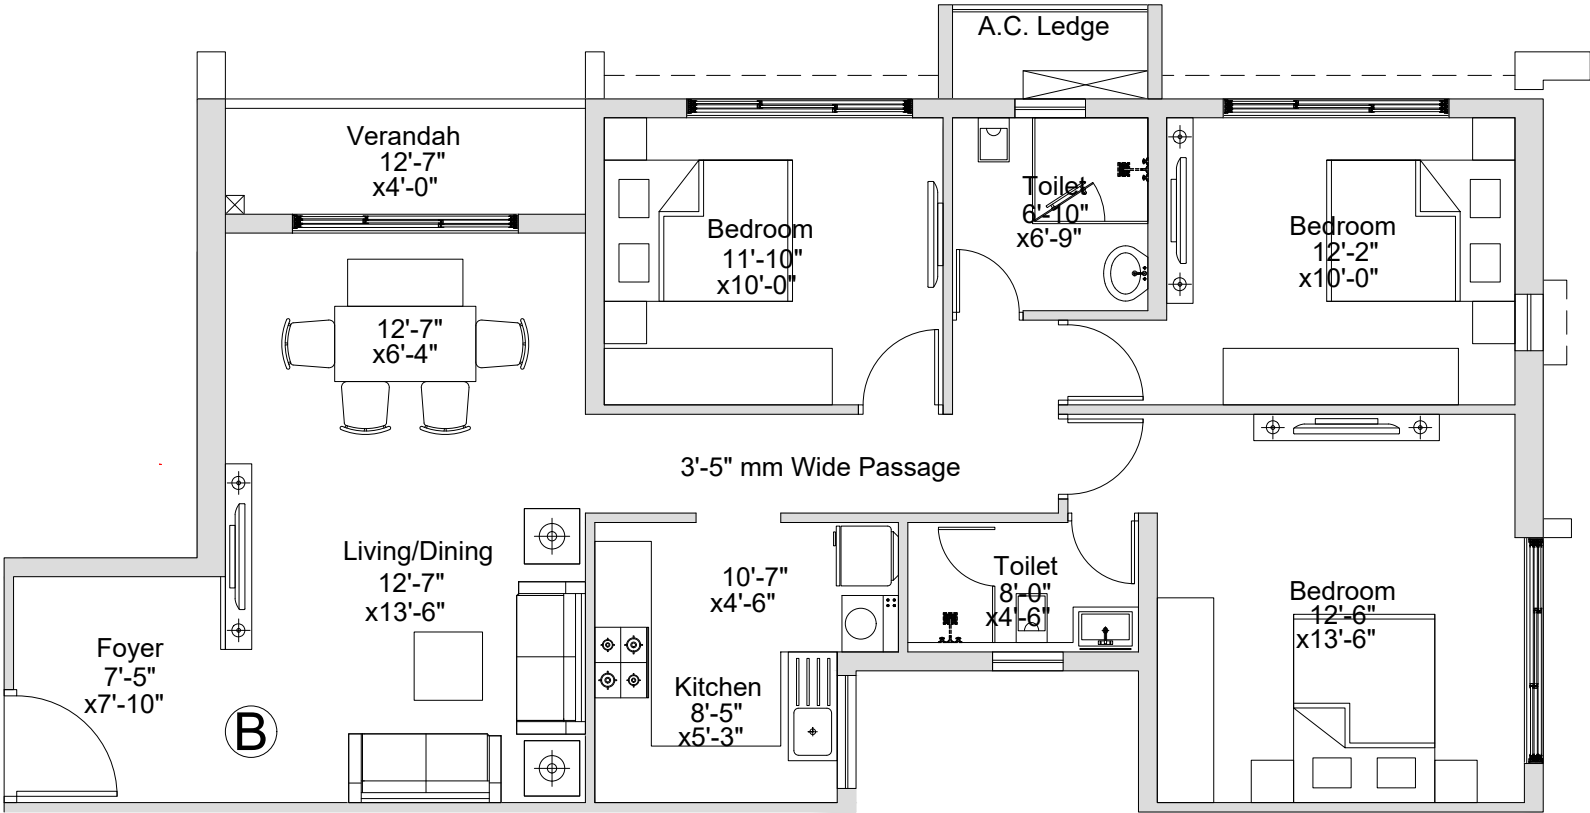 A.C. Ledge
Verandah
12'-7"
x4'-0"
Bedroom
11'-10"
x10'-0"
Toilet
6'-10"
x6'-9"
Bedroom
12'-2"
x10'-0"
12'-7"
x6'-4"
3'-5" mm Wide Passage
Living/Dining
12'-7"
x13'-6"
10'-7"
x4'-6"
Toilet
8'-0"
x4'-6"
Bedroom
12'-6"
x13'-6"
Foyer
7'-5"
x7'-10"
Kitchen
8'-5"
x5'-3"
B